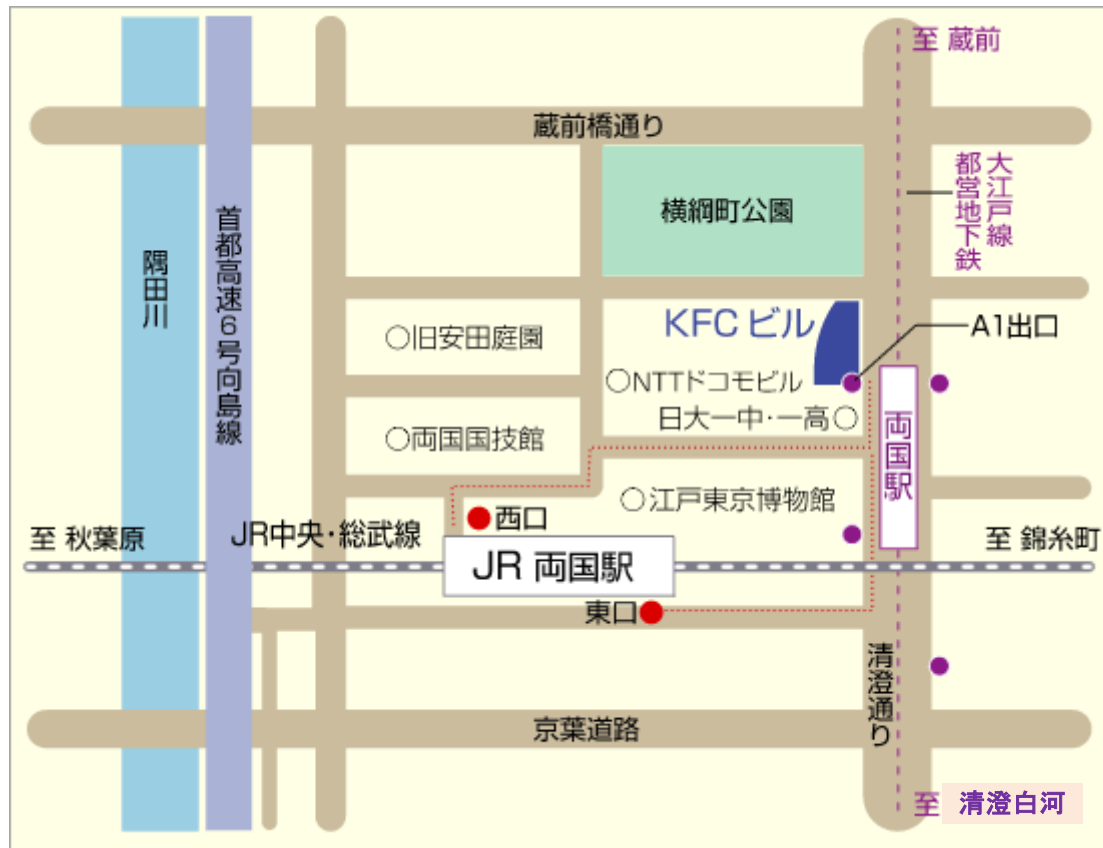 至 蔵前
蔵前橋通り
大江戸線
都営地下鉄
横綱町公園
首都高速6号向島線
隅田川
KFC ビル
A1出口
○旧安田庭園
○NTTドコモビル
日大一中・一高○
○両国国技館
両国駅
○江戸東京博物館
西口
至 秋葉原
JR中央・総武線
JR 両国駅
至 錦糸町
東口
清澄通り
京葉道路
至 清澄白河